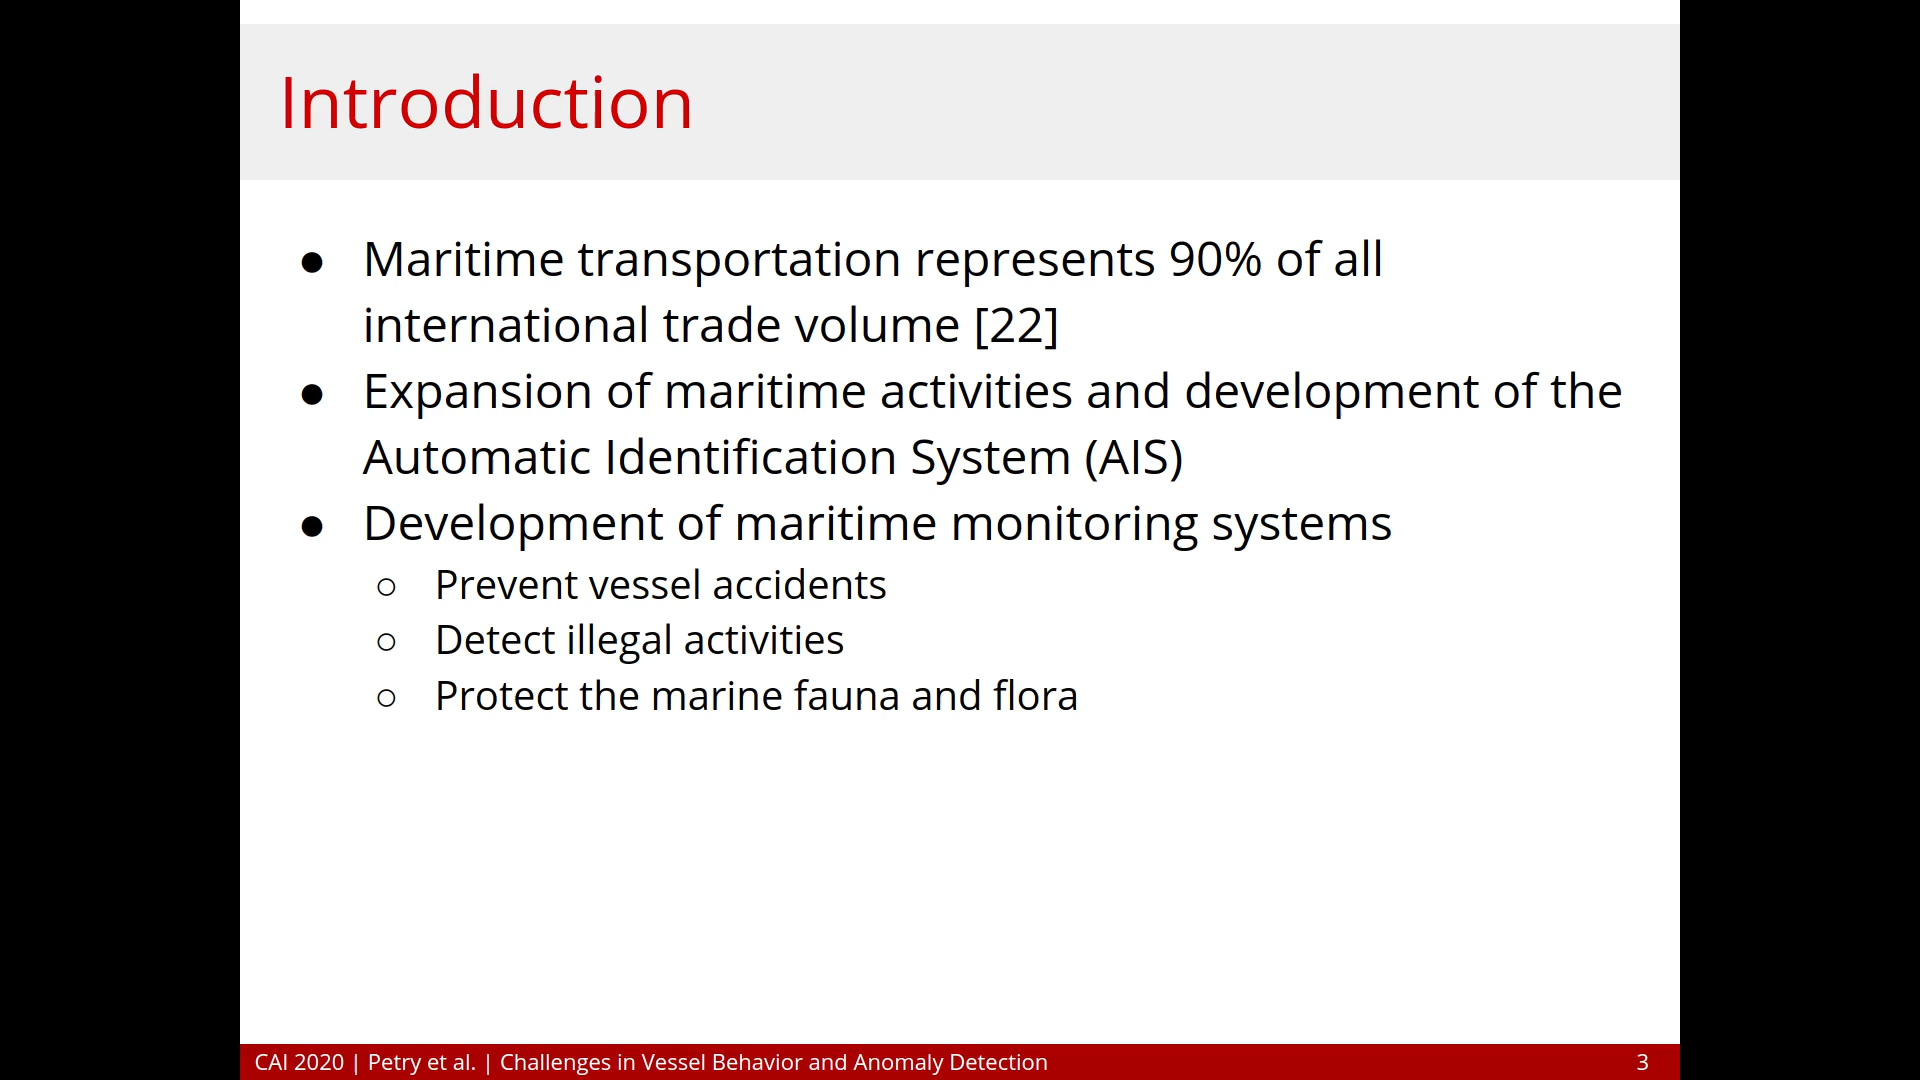 Introduction
● Maritime transportation represents 90% of all
international trade volume [22]
● Expansion of maritime activities and development of the
Automatic Identification System (AIS)
● Development of maritime monitoring systems
○ Prevent vessel accidents
○ Detect illegal activities
○ Protect the marine fauna and flora
CAI 2020 | Petry et al. | Challenges in Vessel Behavior and Anomaly Detection 3